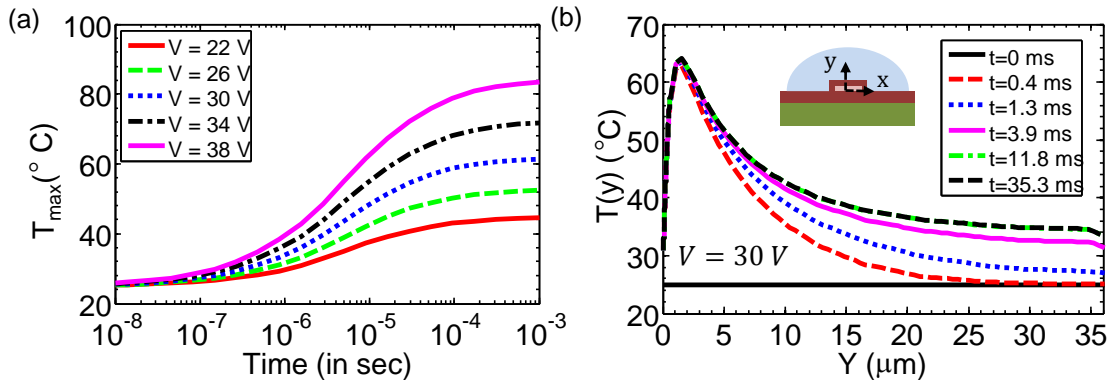 (a)
100
80
60
40
20
T_max(° C)
V = 22 V
V = 26 V
V = 30 V
V = 34 V
V = 38 V
10^-8
10^-7
10^-6
10^-5
10^-4
10^-3
Time (in sec)
(b)
70
60
50
40
30
20
T(y) (°C)
y
x
t=0 ms
t=0.4 ms
t=1.3 ms
t=3.9 ms
t=11.8 ms
t=35.3 ms
V = 30 V
0
5
10
15
20
25
30
35
Y (μm)